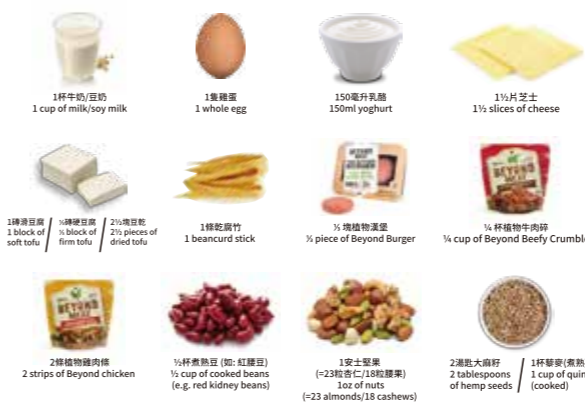 1杯牛奶/豆奶
1 cup of milk/soy milk
1隻雞蛋
1 whole egg
150毫升乳酪
150ml yoghurt
1½片芝士
1½ slices of cheese
1磚滑豆腐
1 block of
soft tofu
磚硬豆腐
block of
firm tofu
2½塊豆乾
2½ pieces of
dried tofu
1條乾腐竹
1 beancurd stick
塊植物漢堡
piece of Beyond Burger
¼ 杯植物牛肉碎
¼ cup of Beyond Beefy Crumble
BEYOND
MEAT
2條植物雞肉條
2 strips of Beyond chicken
½杯煮熟豆 (如: 紅腰豆)
½ cup of cooked beans
(e.g. red kidney beans)
1安士堅果
(=23粒杏仁/18粒腰果)
1oz of nuts
(=23 almonds/18 cashews)
2湯匙大麻籽
2 tablespoons
of hemp seeds
1杯藜麥(煮熟
1 cup of quin
(cooked)